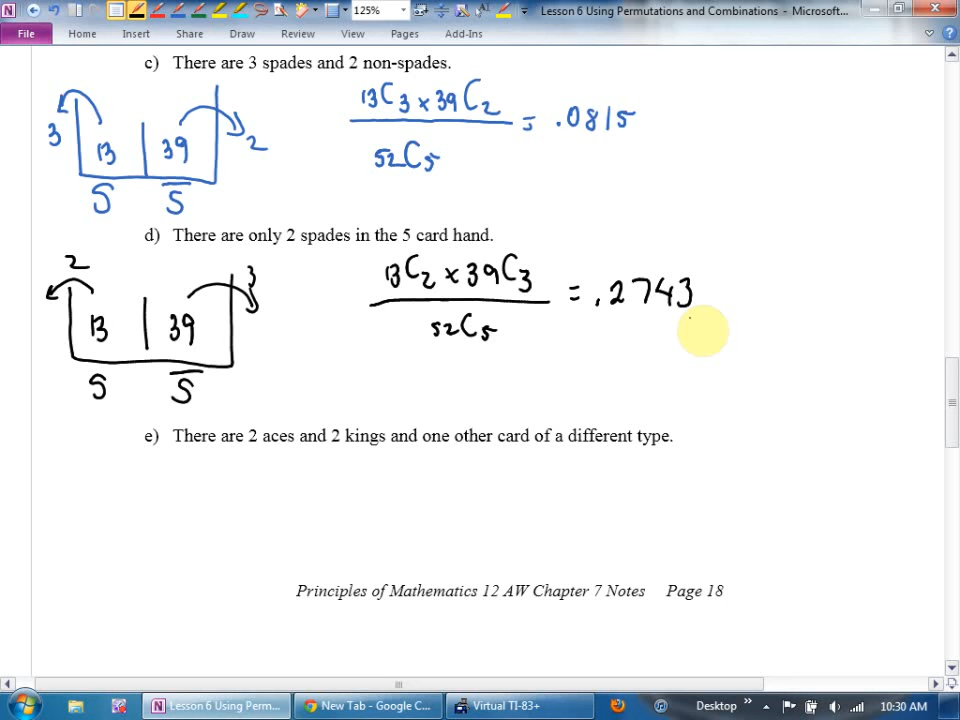 125%
Lesson 6 Using Permutations and Combinations - Microsoft...
File Home Insert Share Draw Review View Pages Add-Ins
c) There are 3 spades and 2 non-spades.
3 13 39 2
S S̅
13C3 x 39C2
52C5
= .0815
d) There are only 2 spades in the 5 card hand.
2 3
13 39
S S̅
13C2 x 39C3
52C5
= .2743
e) There are 2 aces and 2 kings and one other card of a different type.
Principles of Mathematics 12 AW Chapter 7 Notes Page 18
Lesson 6 Using Perm... New Tab - Google C... Virtual TI-83+ Desktop » 10:30 AM